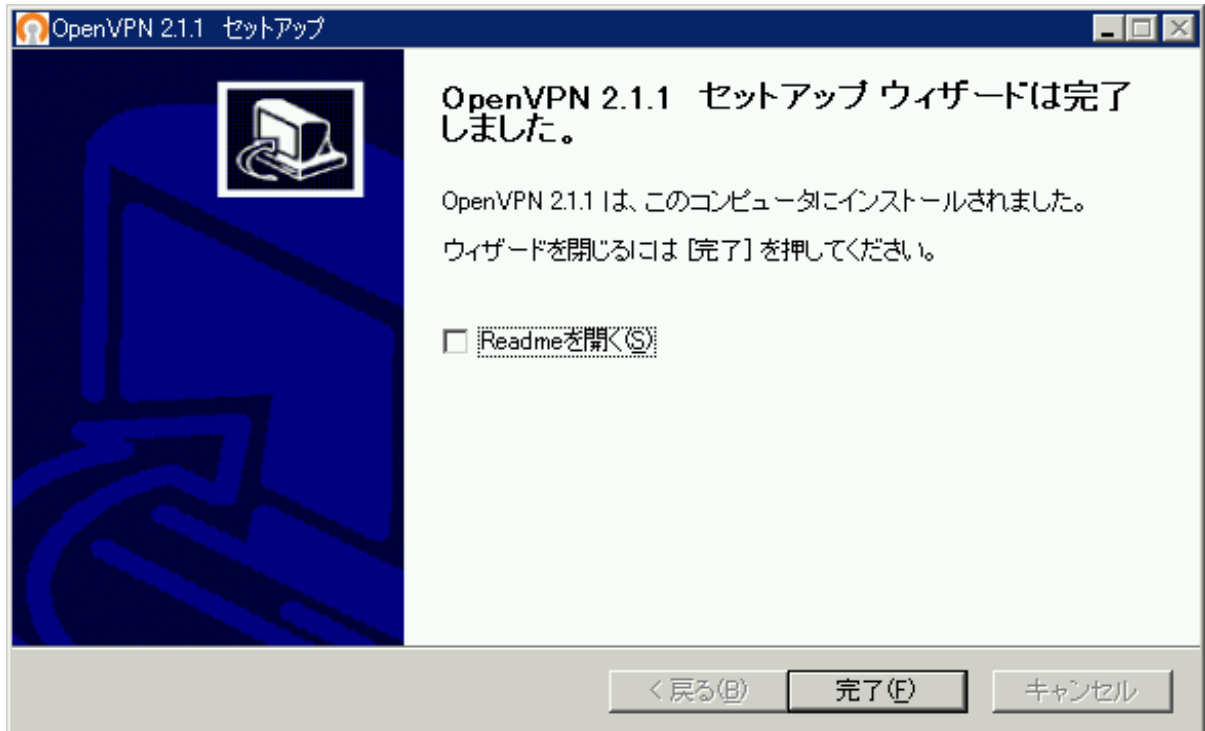 OpenVPN 2.1.1 セットアップ
OpenVPN 2.1.1 セットアップ ウィザードは完了
しました。
OpenVPN 2.1.1 は、このコンピュータにインストールされました。
ウィザードを閉じるには [完了] を押してください。
Readmeを開く(S)
< 戻る(B)
完了(F)
キャンセル